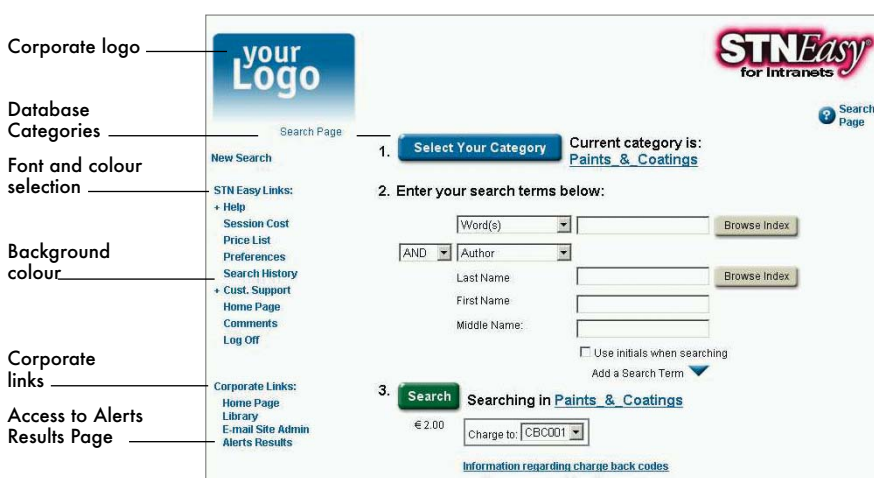 Corporate logo
Database
Categories
Font and colour
selection
Background
colour
Corporate
links
Access to Alerts
Results Page
your
Logo
STNEasy®
for Intranets
Search
Page
Search Page
New Search
STN Easy Links:
+ Help
Session Cost
Price List
Preferences
Search History
+ Cust. Support
Home Page
Comments
Log Off
Corporate Links:
Home Page
Library
E-mail Site Admin
Alerts Results
1. Select Your Category Current category is:
Paints_&_Coatings
2. Enter your search terms below:
Word(s) Browse Index
AND Author
Last Name Browse Index
First Name
Middle Name:
Use initials when searching
Add a Search Term
3. Search Searching in Paints_&_Coatings
€ 2.00 Charge to: CBC001
Information regarding charge back codes